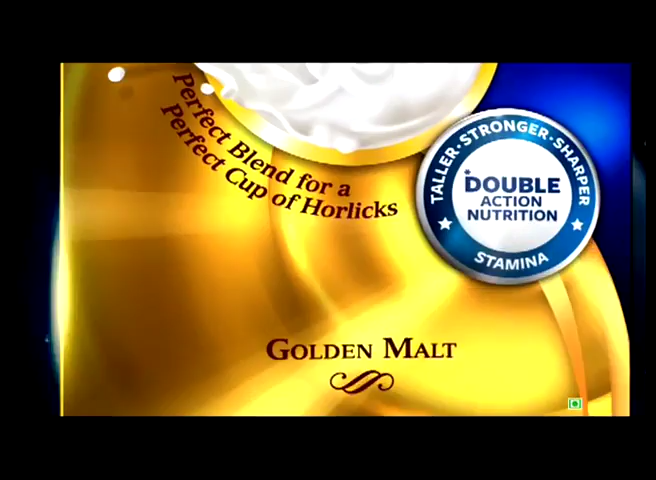 Perfect Blend for a
Perfect Cup of Horlicks
TALLER·STRONGER·SHARPER
*DOUBLE
ACTION
NUTRITION
STAMINA
GOLDEN MALT